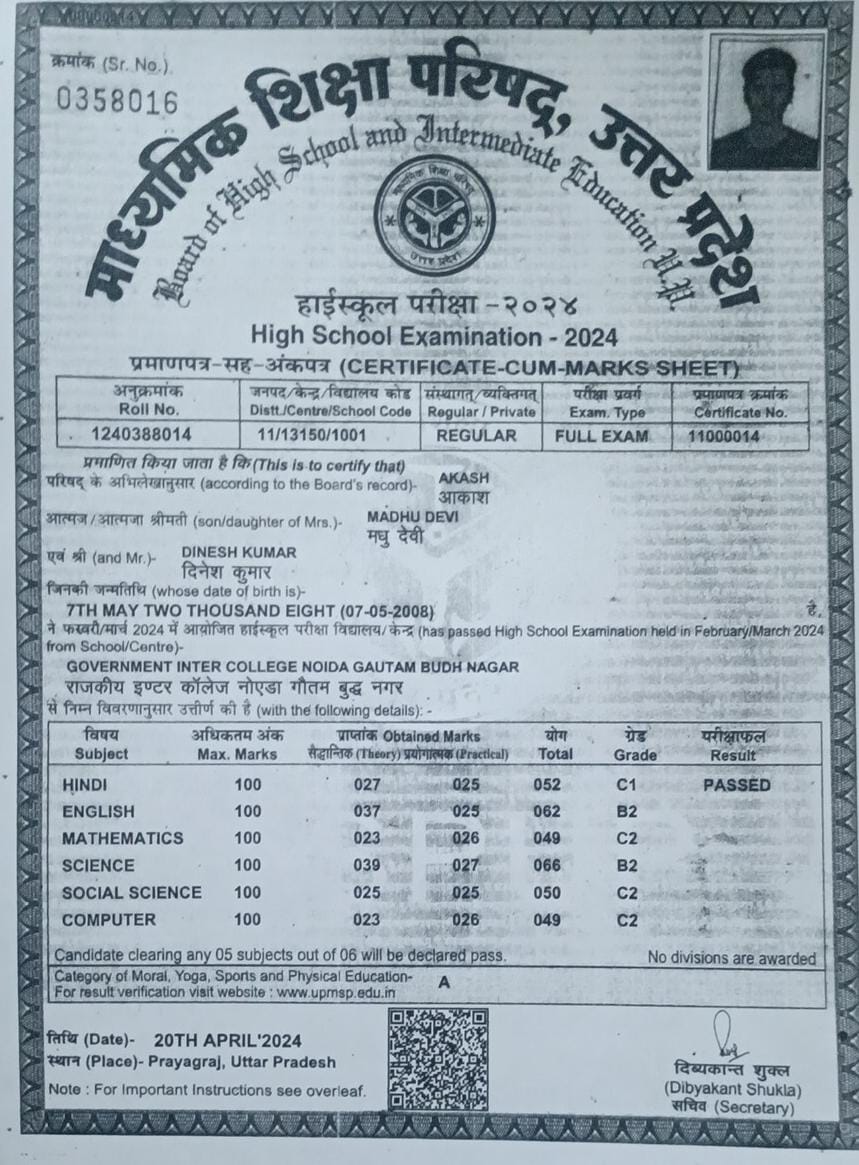 क्रमांक (Sr. No.)
0358016
माध्यमिक शिक्षा परिषद्, उत्तर प्रदेश
Board of High School and Intermediate Education U.P.
माध्यमिक शिक्षा परिषद
उत्तर प्रदेश
हाईस्कूल परीक्षा - २०२४
High School Examination - 2024
प्रमाणपत्र-सह-अंकपत्र (CERTIFICATE-CUM-MARKS SHEET)
अनुक्रमांक जनपद/केन्द्र/विद्यालय कोड संस्थागत/व्यक्तिगत् परीक्षा प्रवर्ग प्रमाणपत्र क्रमांक
Roll No. Distt./Centre/School Code Regular / Private Exam. Type Certificate No.
1240388014 11/13150/1001 REGULAR FULL EXAM 11000014
प्रमाणित किया जाता है कि (This is to certify that)
परिषद् के अभिलेखानुसार (according to the Board's record)- AKASH
आकाश
आत्मज/आत्मजा श्रीमती (son/daughter of Mrs.)- MADHU DEVI
मधु देवी
एवं श्री (and Mr.)- DINESH KUMAR
दिनेश कुमार
जिनकी जन्मतिथि (whose date of birth is)-
7TH MAY TWO THOUSAND EIGHT (07-05-2008) है,
ने फरवरी/मार्च 2024 में आयोजित हाईस्कूल परीक्षा विद्यालय/केन्द्र (has passed High School Examination held in February/March 2024
from School/Centre)-
GOVERNMENT INTER COLLEGE NOIDA GAUTAM BUDH NAGAR
राजकीय इण्टर कॉलेज नोएडा गौतम बुद्ध नगर
से निम्न विवरणानुसार उत्तीर्ण की है (with the following details): -
विषय अधिकतम अंक प्राप्तांक Obtained Marks योग ग्रेड परीक्षाफल
Subject Max. Marks सैद्धान्तिक (Theory) प्रयोगात्मक (Practical) Total Grade Result
HINDI 100 027 025 052 C1 PASSED
ENGLISH 100 037 025 062 B2
MATHEMATICS 100 023 026 049 C2
SCIENCE 100 039 027 066 B2
SOCIAL SCIENCE 100 025 025 050 C2
COMPUTER 100 023 026 049 C2
Candidate clearing any 05 subjects out of 06 will be declared pass. No divisions are awarded
Category of Moral, Yoga, Sports and Physical Education- A
For result verification visit website : www.upmsp.edu.in
तिथि (Date)- 20TH APRIL'2024
स्थान (Place)- Prayagraj, Uttar Pradesh
Note : For Important Instructions see overleaf.
दिब्यकान्त शुक्ल
(Dibyakant Shukla)
सचिव (Secretary)